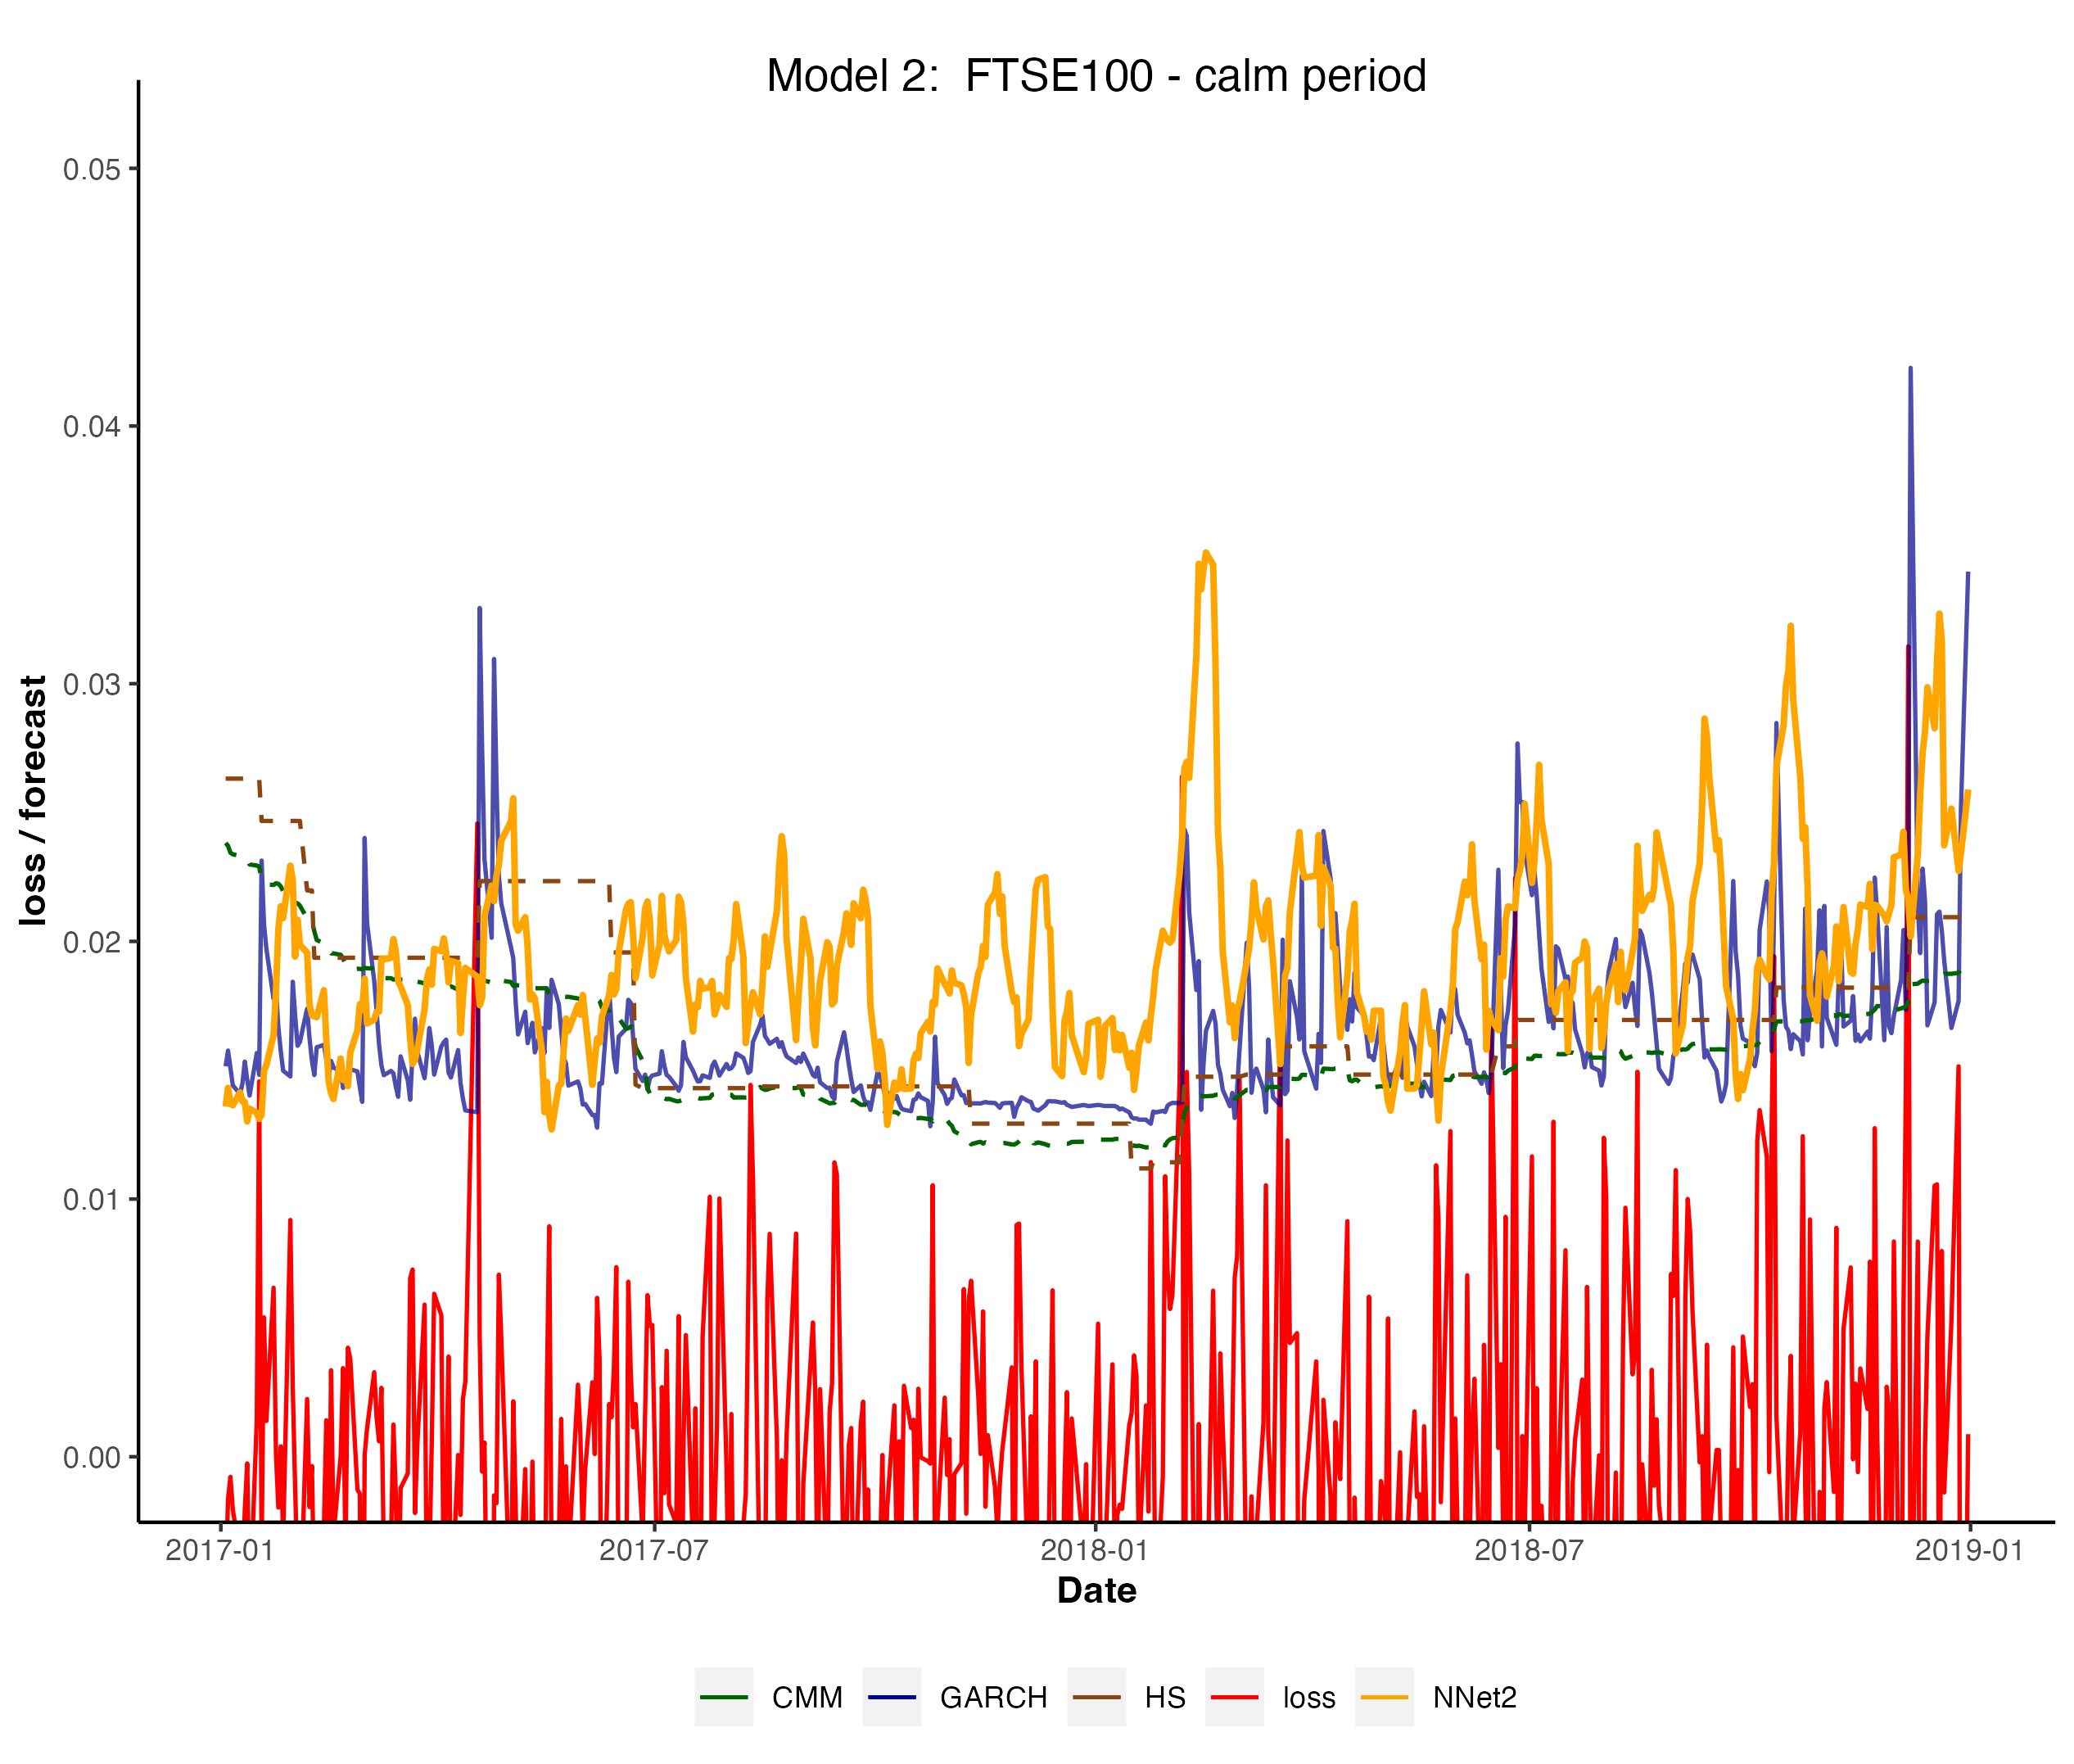 Model 2:  FTSE100 - calm period
0.05
0.04
0.03
0.02
0.01
0.00
loss / forecast
2017-01 2017-07 2018-01 2018-07 2019-01
Date
CMM GARCH HS loss NNet2